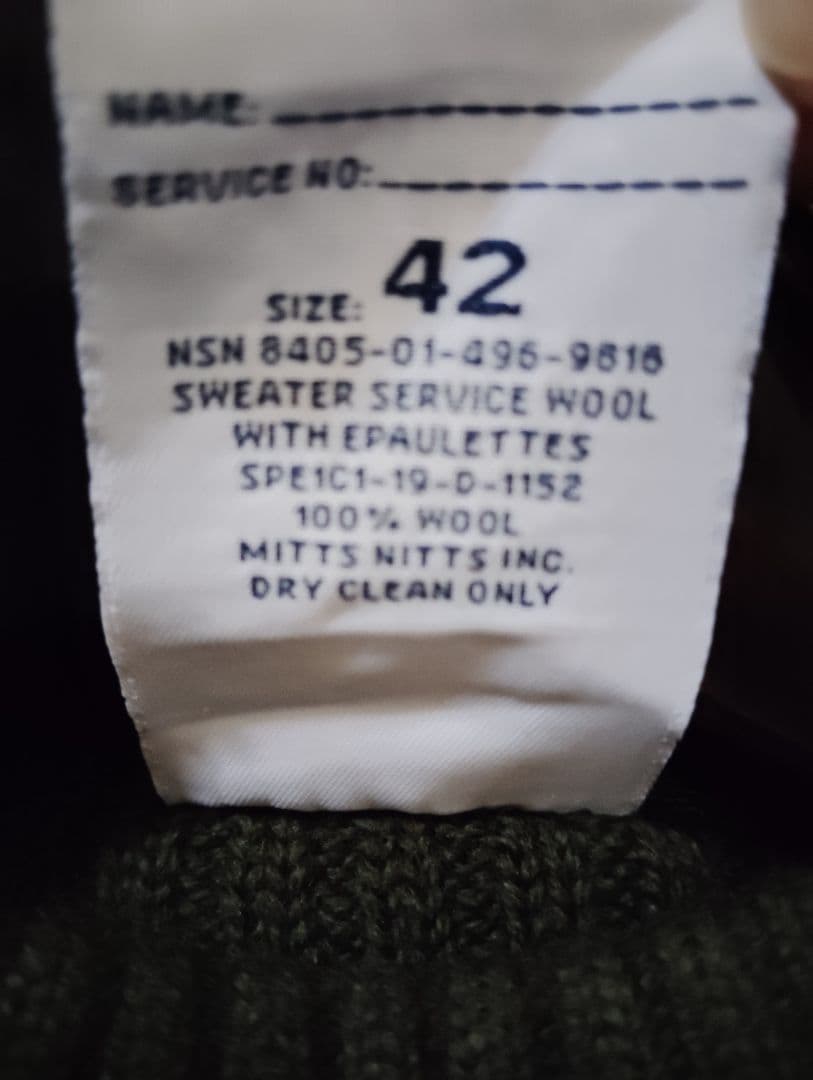 NAME:
SERVICE NO:
SIZE: 42
NSN 8405-01-496-9818
SWEATER SERVICE WOOL
WITH EPAULETTES
SPE1C1-19-D-1152
100% WOOL
MITTS NITTS INC.
DRY CLEAN ONLY